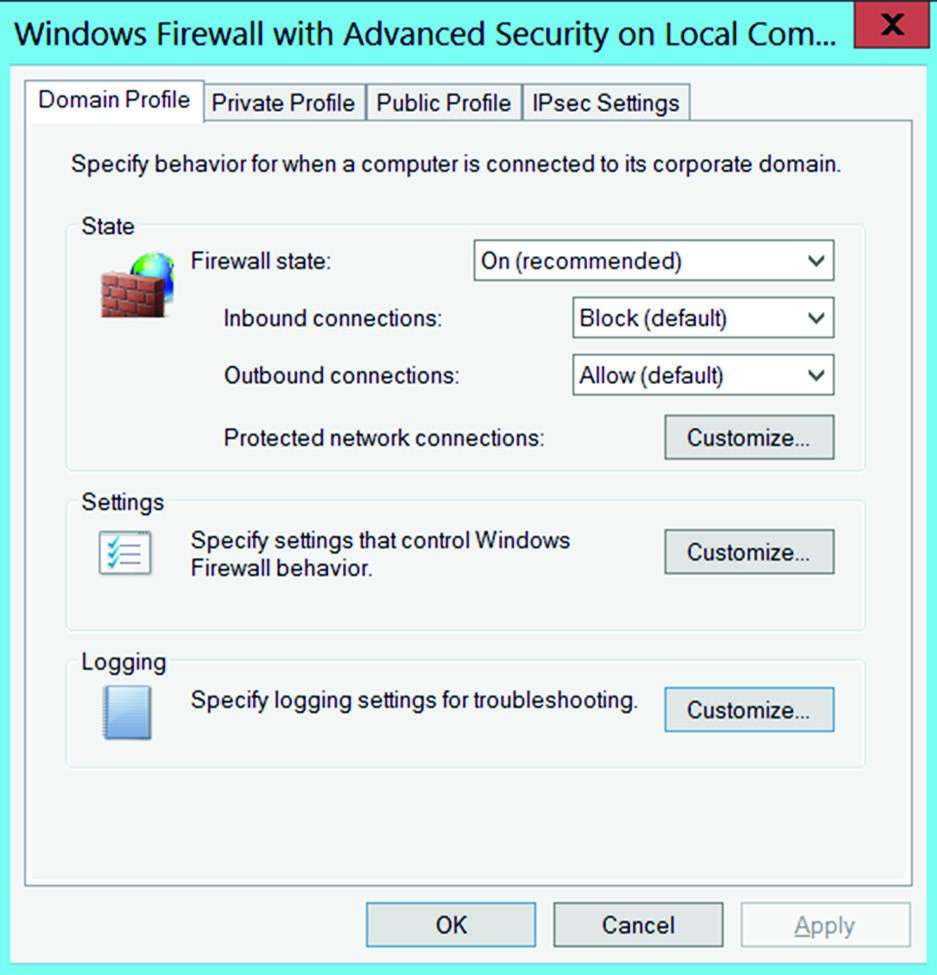 Windows Firewall with Advanced Security on Local Com...
X
Domain Profile Private Profile Public Profile IPsec Settings
Specify behavior for when a computer is connected to its corporate domain.
State
Firewall state: On (recommended)
Inbound connections: Block (default)
Outbound connections: Allow (default)
Protected network connections: Customize...
Settings
Specify settings that control Windows
Firewall behavior.
Customize...
Logging
Specify logging settings for troubleshooting. Customize...
OK Cancel Apply